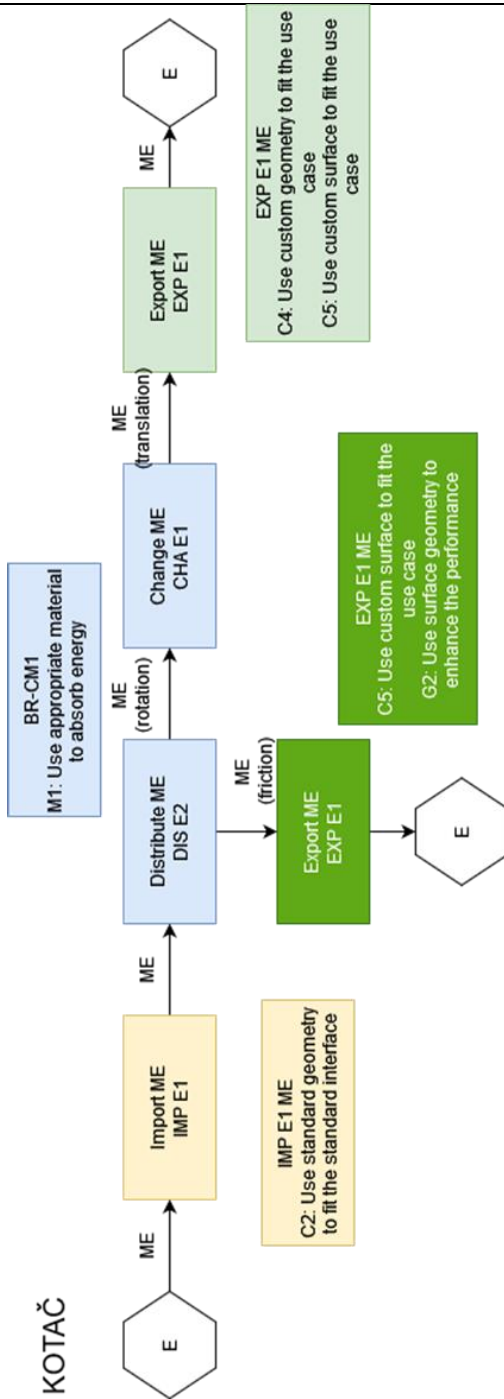 KOTAČ
E
ME
Import ME
IMP E1
ME
Distribute ME
DIS E2
ME
(rotation)
Change ME
CHA E1
ME
(translation)
Export ME
EXP E1
ME
E
BR-CM1
M1: Use appropriate material
to absorb energy
ME
(friction)
Export ME
EXP E1
E
IMP E1 ME
C2: Use standard geometry
to fit the standard interface
EXP E1 ME
C5: Use custom surface to fit the
use case
G2: Use surface geometry to
enhance the performance
EXP E1 ME
C4: Use custom geometry to fit the use
case
C5: Use custom surface to fit the use
case